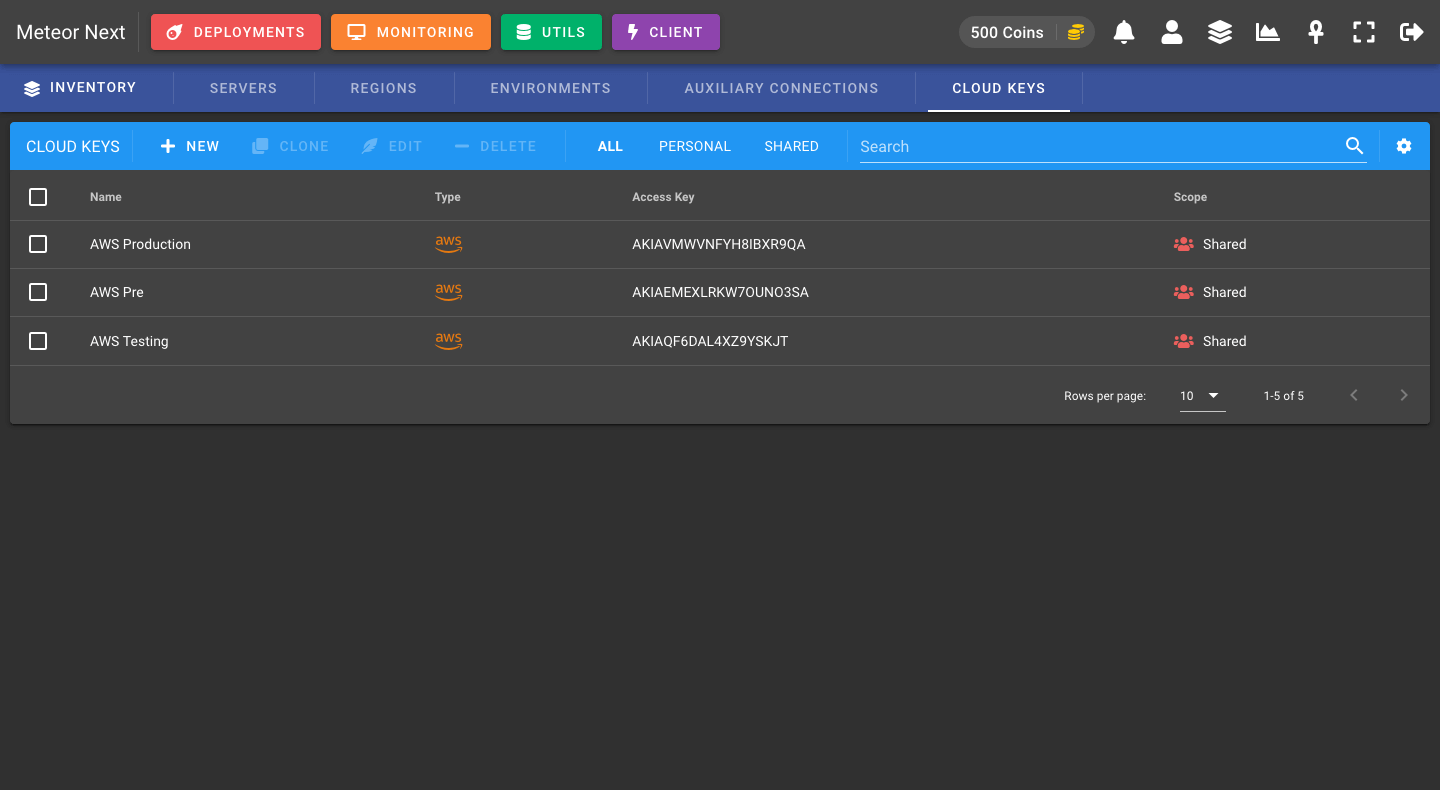 Meteor Next DEPLOYMENTS MONITORING UTILS CLIENT 500 Coins
INVENTORY SERVERS REGIONS ENVIRONMENTS AUXILIARY CONNECTIONS CLOUD KEYS
CLOUD KEYS NEW CLONE EDIT DELETE ALL PERSONAL SHARED Search
Name Type Access Key Scope
AWS Production aws AKIAVMWVNFYH8IBXR9QA Shared
AWS Pre aws AKIAEMEXLRKW7OUNO3SA Shared
AWS Testing aws AKIAQF6DAL4XZ9YSKJT Shared
Rows per page: 10 1-5 of 5